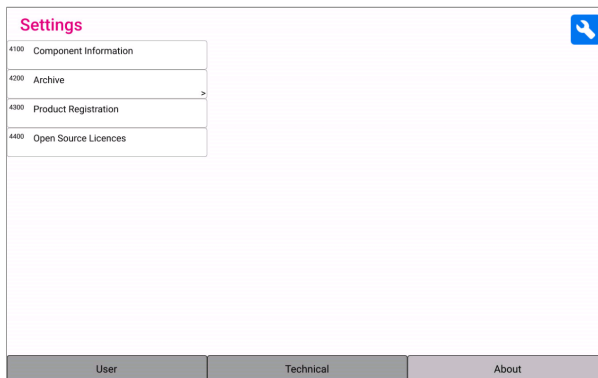 Settings
4100 Component Information
4200 Archive
>
4300 Product Registration
4400 Open Source Licences
User Technical About